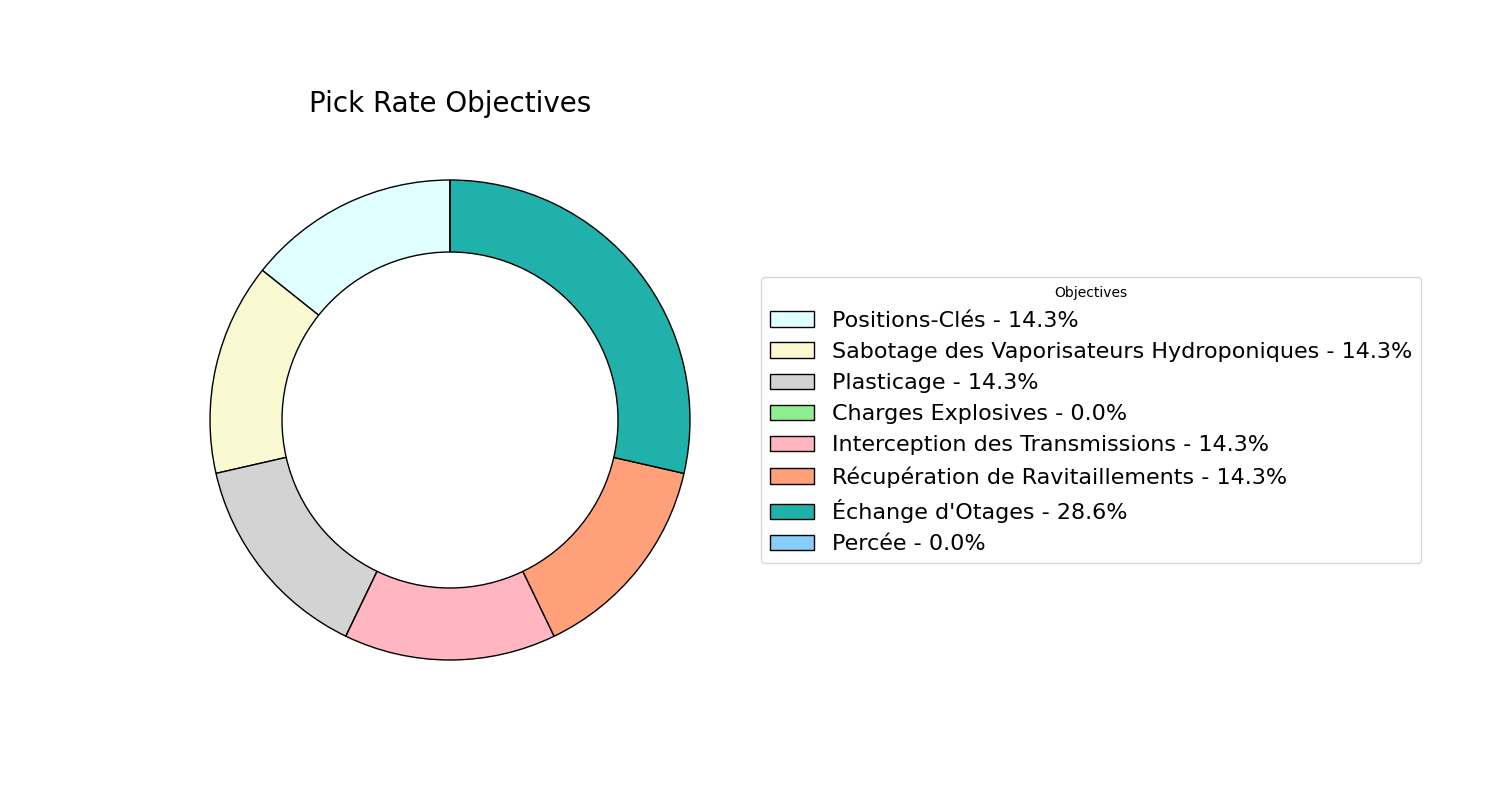 Pick Rate Objectives
Objectives
Positions-Clés - 14.3%
Sabotage des Vaporisateurs Hydroponiques - 14.3%
Plasticage - 14.3%
Charges Explosives - 0.0%
Interception des Transmissions - 14.3%
Récupération de Ravitaillements - 14.3%
Échange d'Otages - 28.6%
Percée - 0.0%